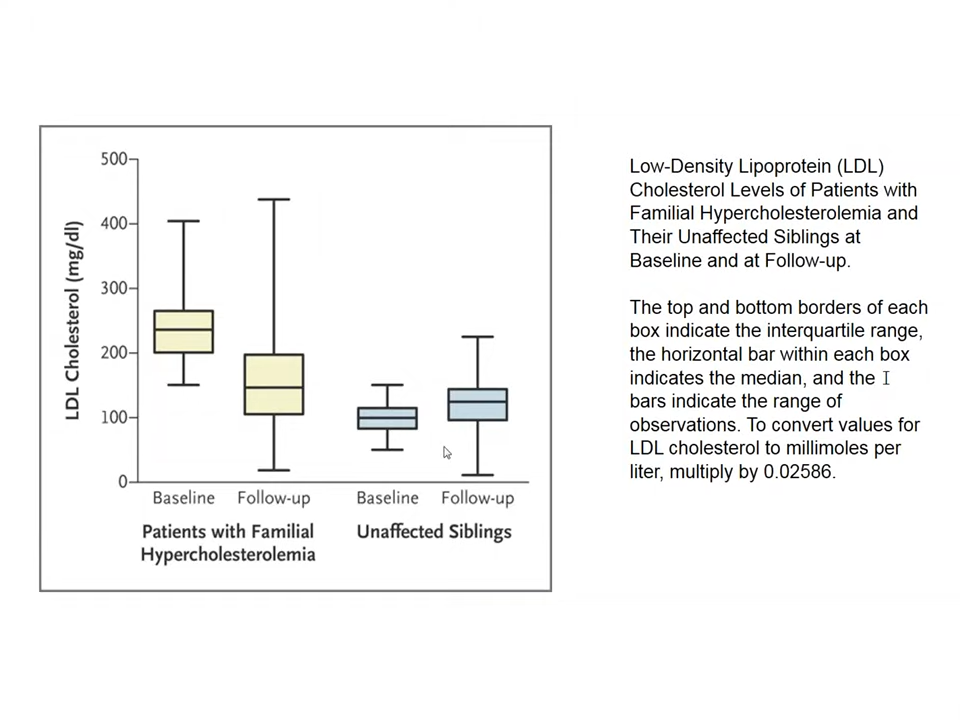 500
400
300
200
100
0
LDL Cholesterol (mg/dl)
Baseline Follow-up Baseline Follow-up
Patients with Familial Hypercholesterolemia
Unaffected Siblings
Low-Density Lipoprotein (LDL)
Cholesterol Levels of Patients with
Familial Hypercholesterolemia and
Their Unaffected Siblings at
Baseline and at Follow-up.
The top and bottom borders of each
box indicate the interquartile range,
the horizontal bar within each box
indicates the median, and the I
bars indicate the range of
observations. To convert values for
LDL cholesterol to millimoles per
liter, multiply by 0.02586.